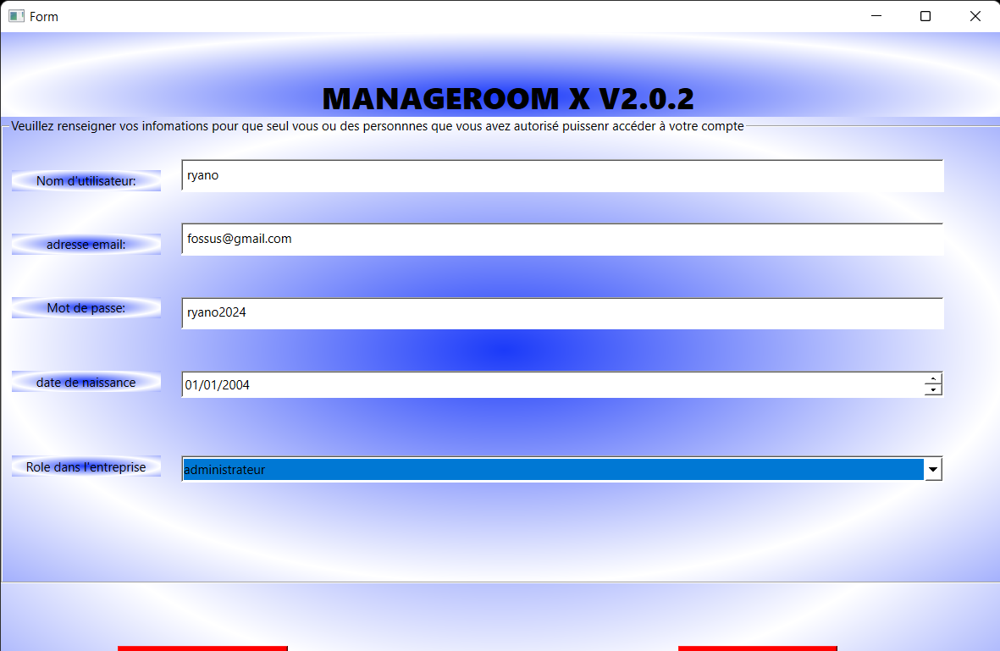 Form
MANAGEROOM X V2.0.2
Veuillez renseigner vos infomations pour que seul vous ou des personnnes que vous avez autorisé puissenr accéder à votre compte
Nom d'utilisateur:
ryano
adresse email:
fossus@gmail.com
Mot de passe:
ryano2024
date de naissance
01/01/2004
Role dans l'entreprise
administrateur